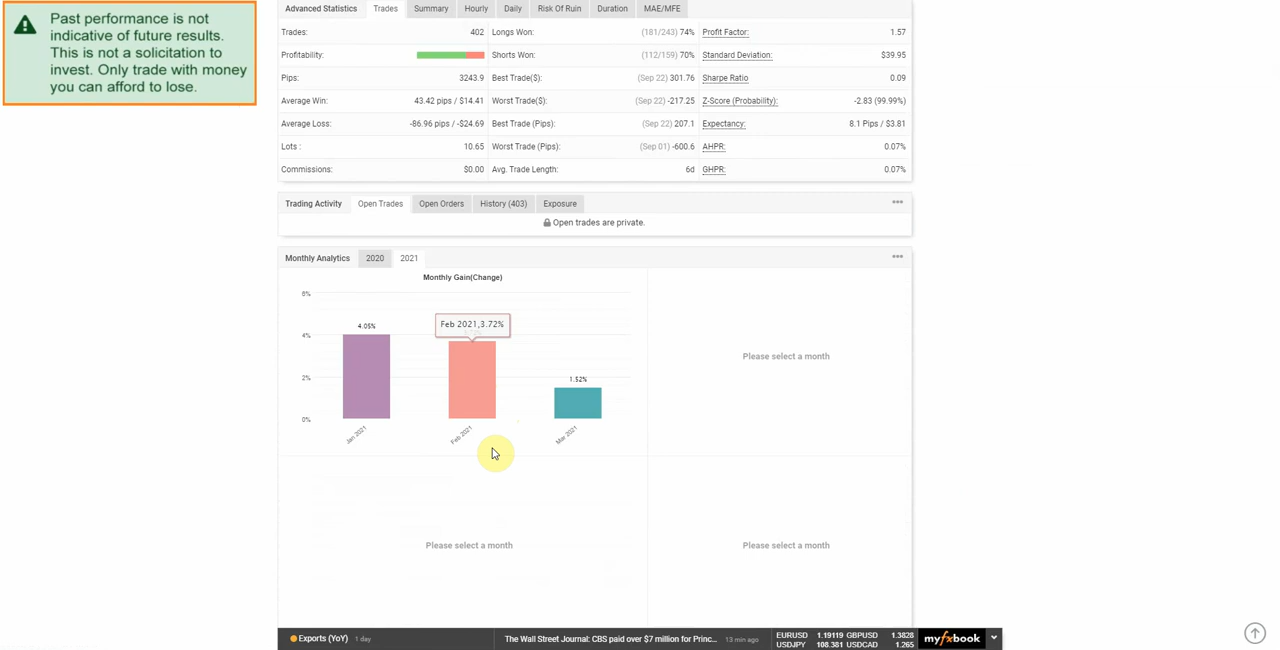 Past performance is not
indicative of future results.
This is not a solicitation to
invest. Only trade with money
you can afford to lose.
Advanced Statistics Trades Summary Hourly Daily Risk Of Ruin Duration MAE/MFE
Trades: 402 Longs Won: (181/243) 74% Profit Factor: 1.57
Profitability: Shorts Won: (112/159) 70% Standard Deviation: $39.95
Pips: 3243.9 Best Trade($): (Sep 22) 301.76 Sharpe Ratio 0.09
Average Win: 43.42 pips / $14.41 Worst Trade($) (Sep 22) -217.25 Z-Score (Probability): -2.83 (99.99%)
Average Loss: -86.96 pips / -$24.69 Best Trade (Pips): (Sep 22) 207.1 Expectancy: 8.1 Pips / $3.81
Lots : 10.65 Worst Trade (Pips): (Sep 01) -600.6 AHPR: 0.07%
Commissions: $0.00 Avg. Trade Length: 6d GHPR: 0.07%
Trading Activity Open Trades Open Orders History (403) Exposure
Open trades are private.
Monthly Analytics 2020 2021
Monthly Gain(Change)
6%
4%
2%
0%
4.05%
Feb 2021,3.72%
1.52%
Jan 2021
Feb 2021
Mar 2021
Please select a month
Please select a month
Please select a month
Exports (YoY) 1 day
The Wall Street Journal: CBS paid over $7 million for Princ... 13 min ago
EURUSD 1.19119 GBPUSD 1.3828
USDJPY 108.381 USDCAD 1.265
myfxbook